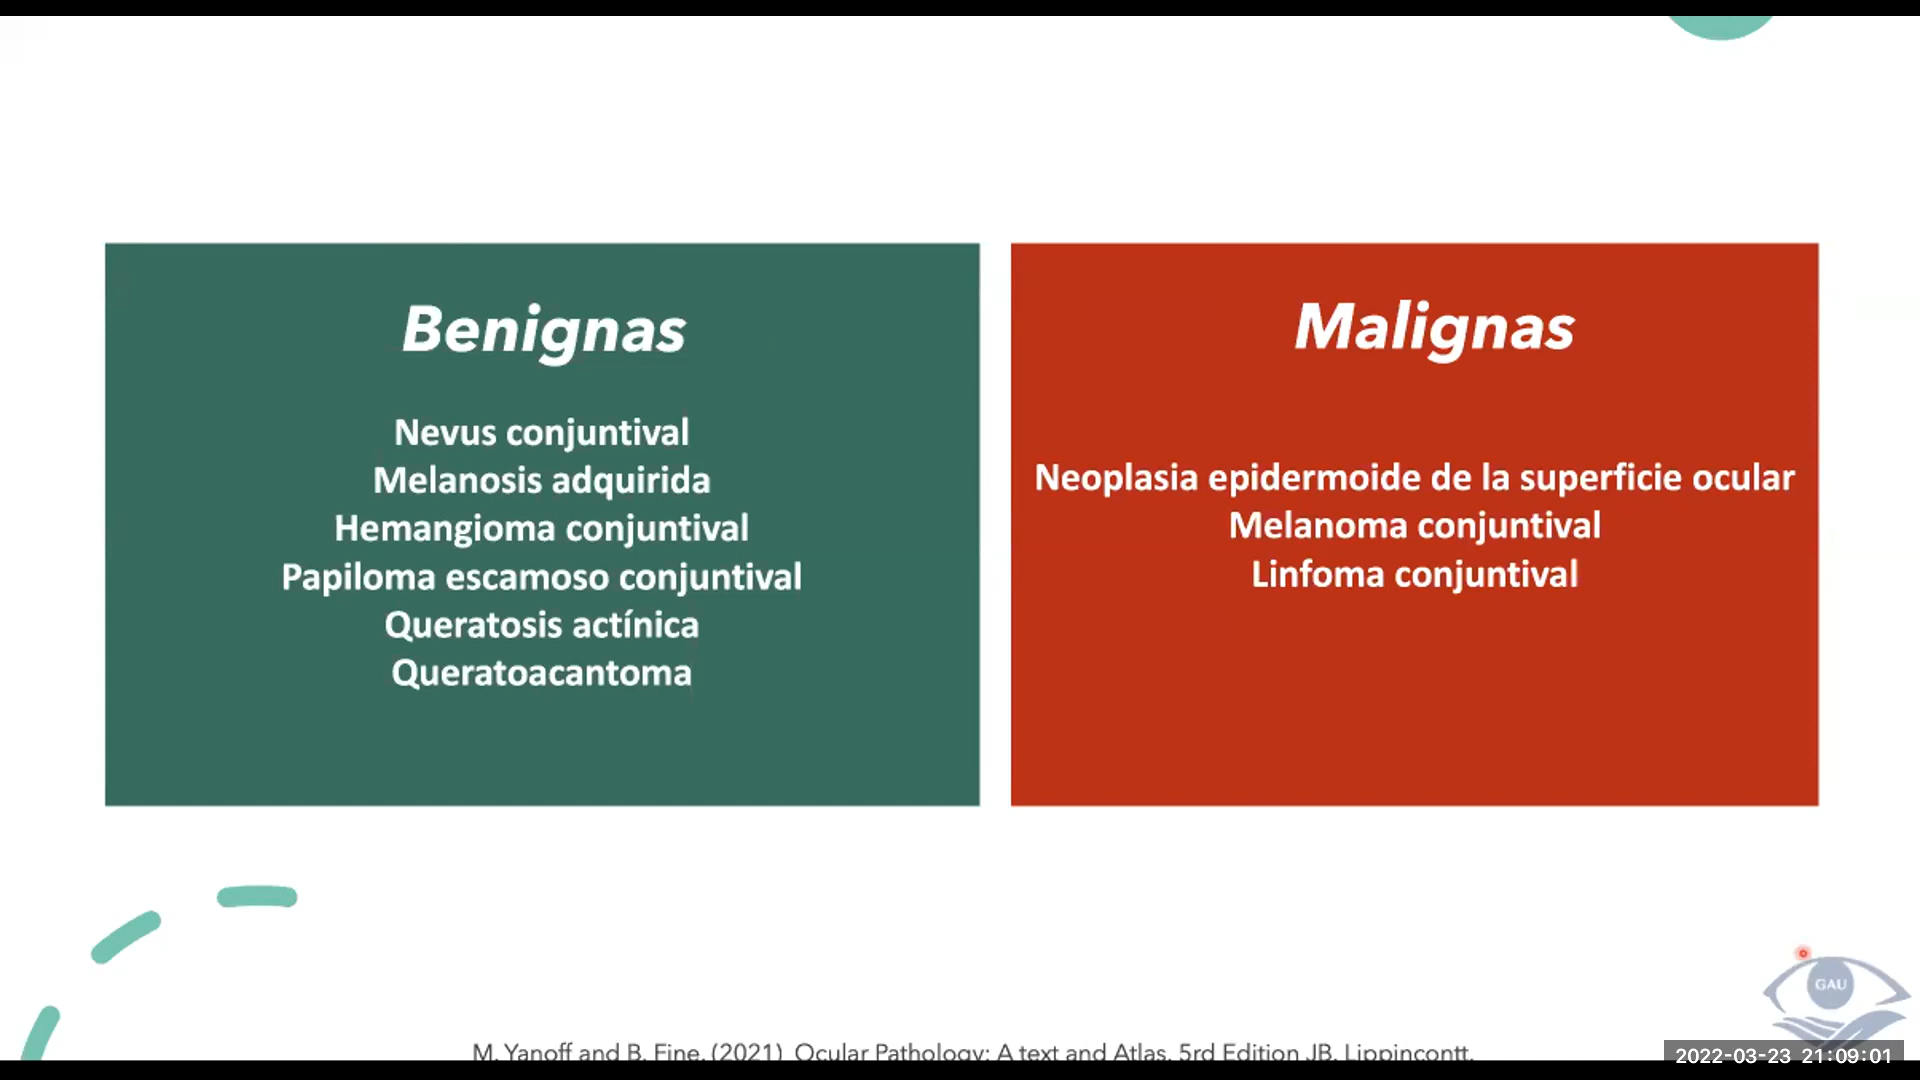 Benignas
Nevus conjuntival
Melanosis adquirida
Hemangioma conjuntival
Papiloma escamoso conjuntival
Queratosis actínica
Queratoacantoma
Malignas
Neoplasia epidermoide de la superficie ocular
Melanoma conjuntival
Linfoma conjuntival
GAU
M. Yanoff and B. Fine. (2021) Ocular Pathology: A text and Atlas. 5rd Edition JB. Lippincontt.
2022-03-23 21:09:01